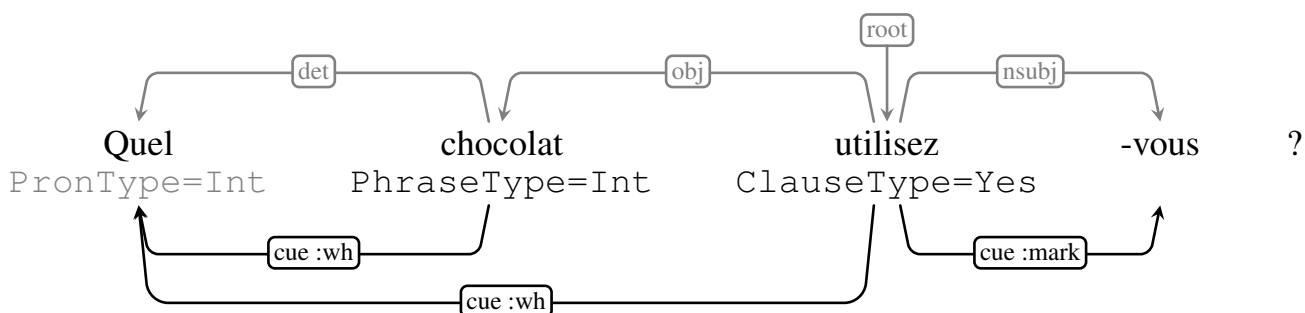 root
det obj nsubj
Quel chocolat utilisez -vous ?
PronType=Int PhraseType=Int ClauseType=Yes
cue :wh cue :mark
cue :wh